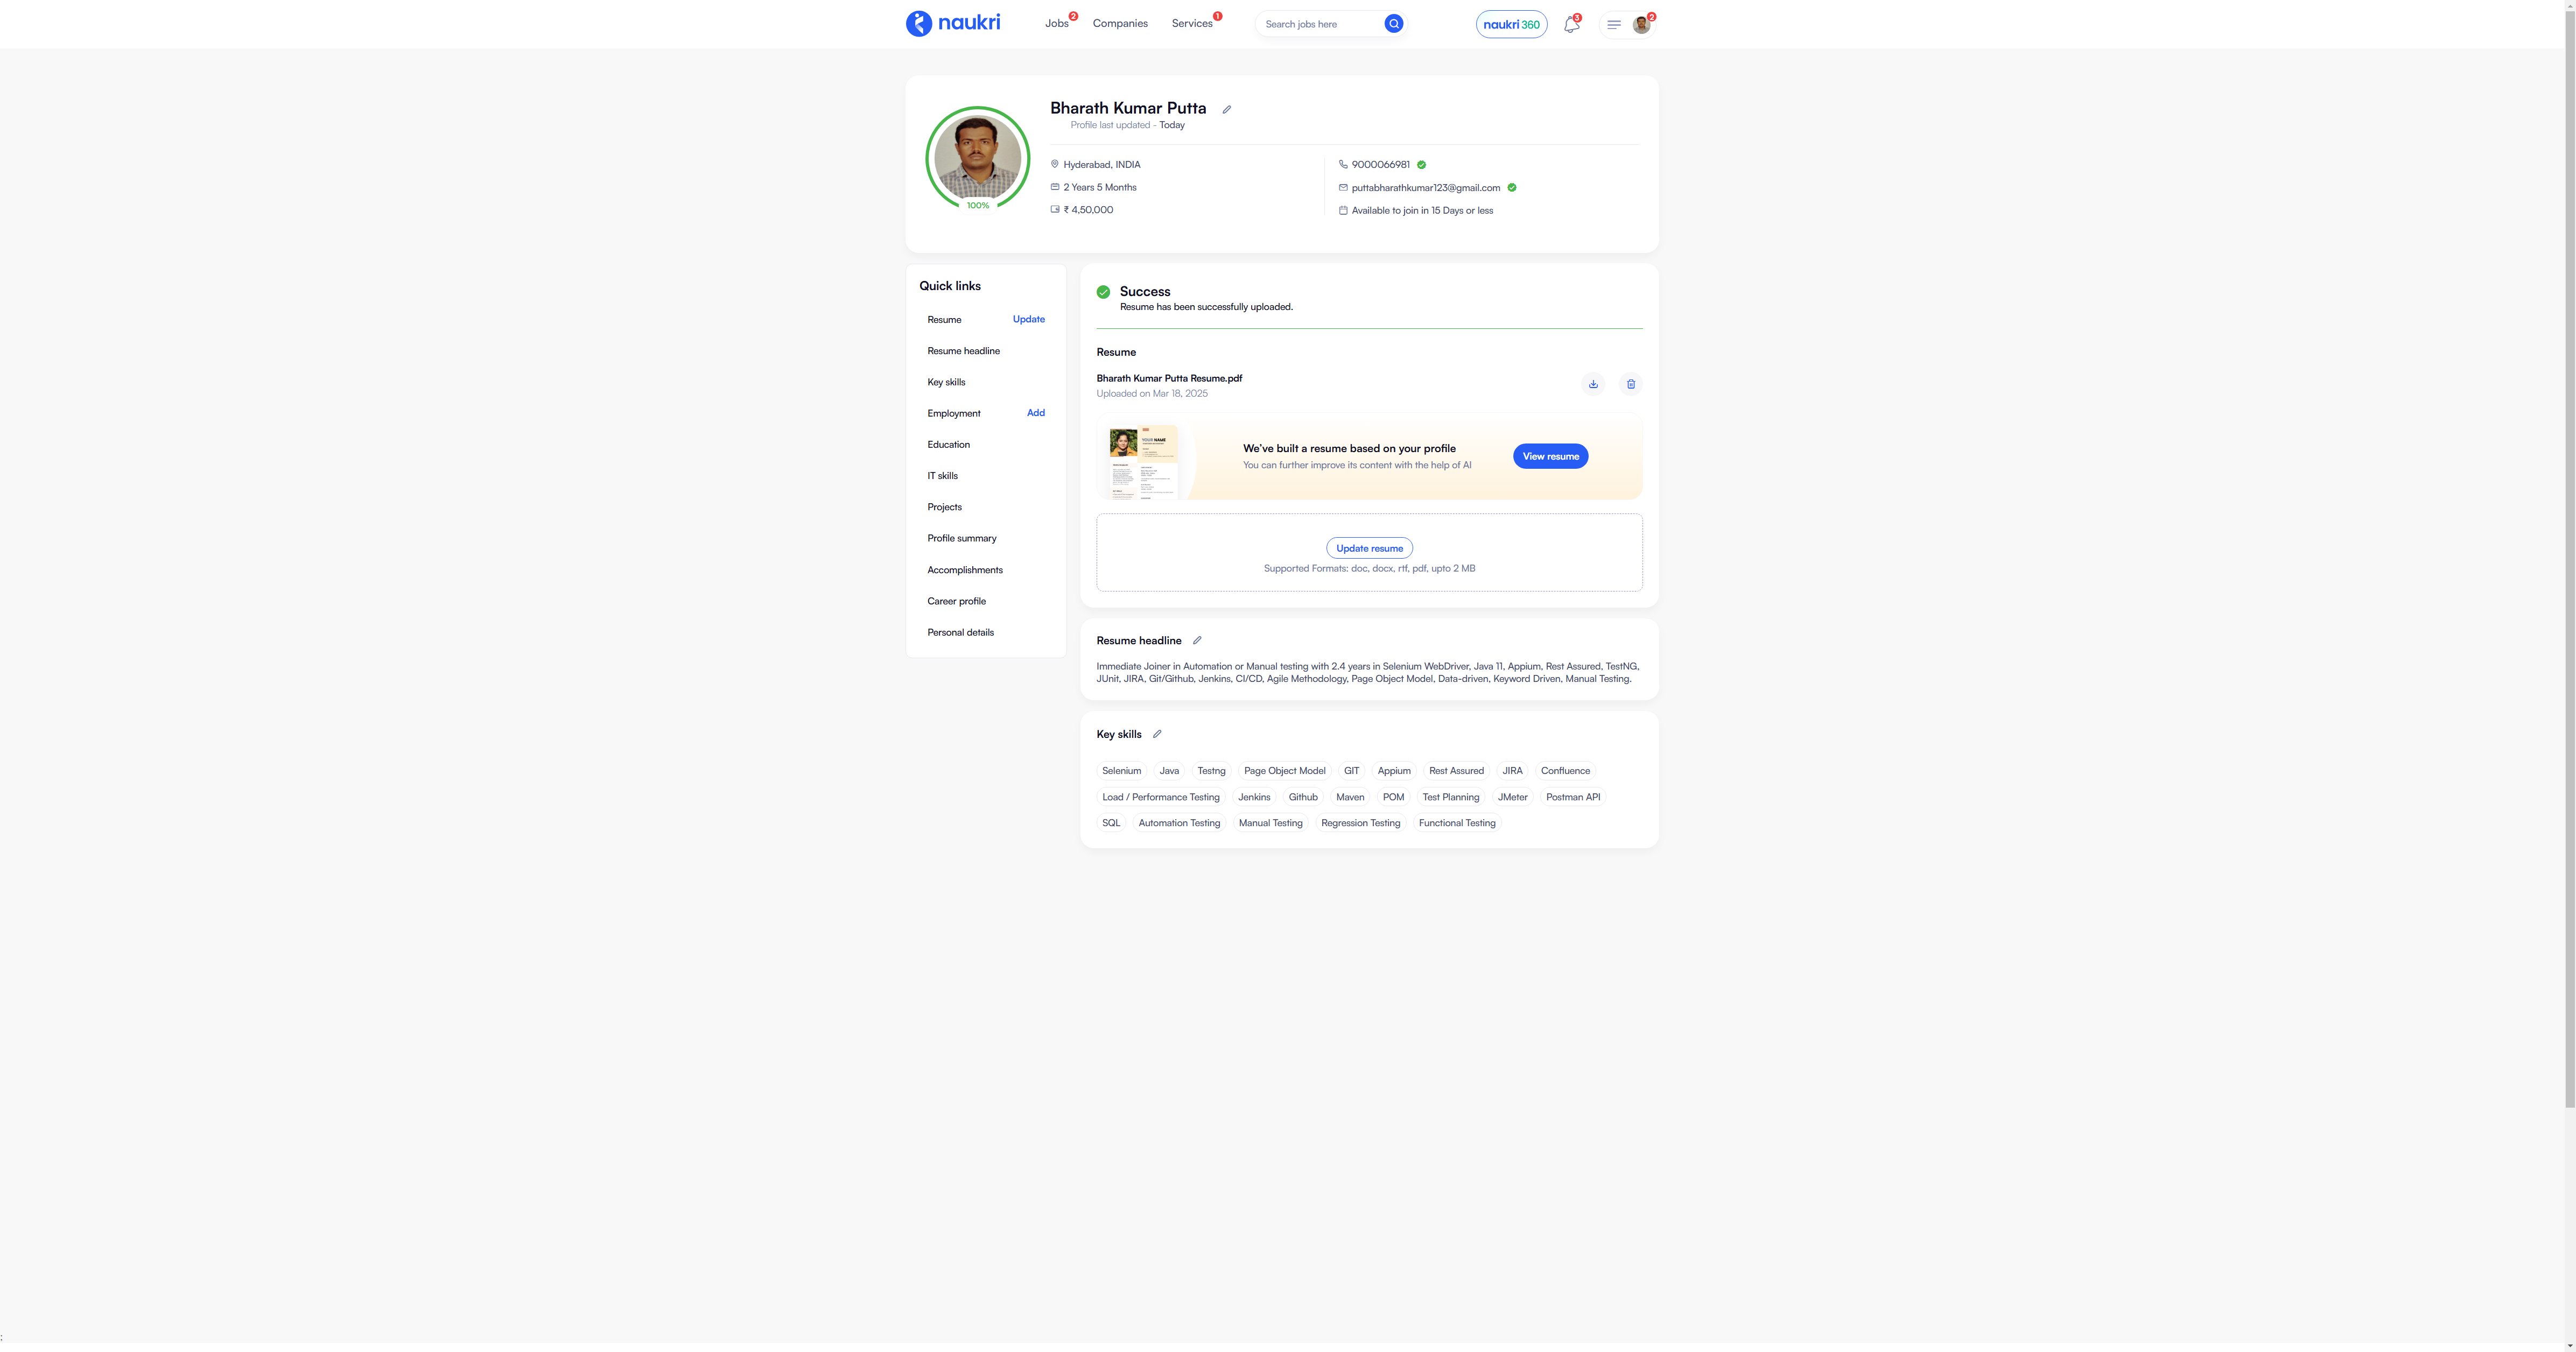 naukri
Jobs 2
Companies
Services 1
Search jobs here
naukri 360
3
2
Bharath Kumar Putta
Profile last updated - Today
100%
Hyderabad, INDIA
2 Years 5 Months
₹ 4,50,000
9000066981
puttabharathkumar123@gmail.com
Available to join in 15 Days or less
Quick links
Resume Update
Resume headline
Key skills
Employment Add
Education
IT skills
Projects
Profile summary
Accomplishments
Career profile
Personal details
Success
Resume has been successfully uploaded.
Resume
Bharath Kumar Putta Resume.pdf
Uploaded on Mar 18, 2025
YOUR NAME
We've built a resume based on your profile
You can further improve its content with the help of AI
View resume
Update resume
Supported Formats: doc, docx, rtf, pdf, upto 2 MB
Resume headline
Immediate Joiner in Automation or Manual testing with 2.4 years in Selenium WebDriver, Java 11, Appium, Rest Assured, TestNG,
JUnit, JIRA, Git/Github, Jenkins, CI/CD, Agile Methodology, Page Object Model, Data-driven, Keyword Driven, Manual Testing.
Key skills
Selenium Java Testng Page Object Model GIT Appium Rest Assured JIRA Confluence
Load / Performance Testing Jenkins Github Maven POM Test Planning JMeter Postman API
SQL Automation Testing Manual Testing Regression Testing Functional Testing
;